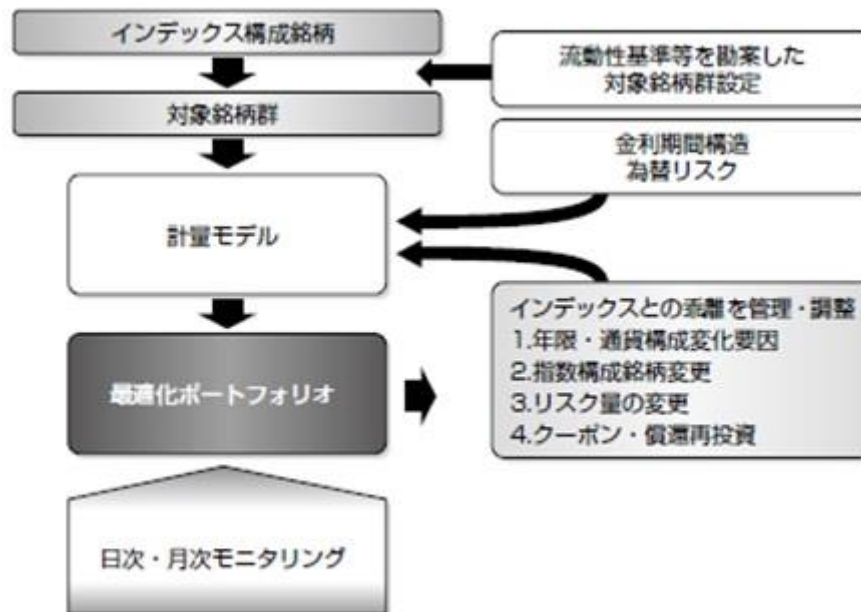 インデックス構成銘柄
流動性基準等を勘案した
対象銘柄群設定
対象銘柄群
金利期間構造
為替リスク
計量モデル
インデックスとの乖離を管理・調整
1.年限・通貨構成変化要因
2.指数構成銘柄変更
3.リスク量の変更
4.クーポン・償還再投資
最適化ポートフォリオ
日次・月次モニタリング